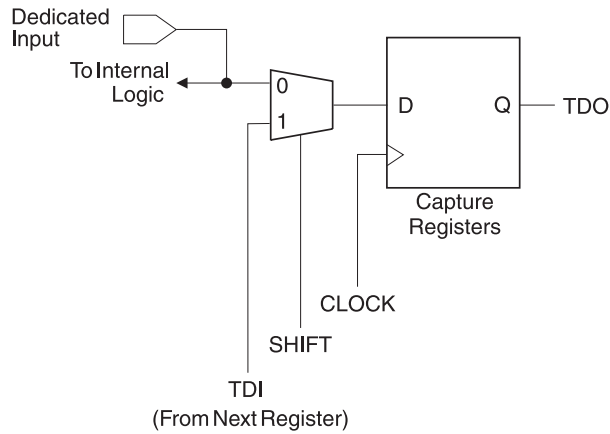 Dedicated
Input
To Internal
Logic
0
1
D
Q
TDO
Capture
Registers
CLOCK
SHIFT
TDI
(From Next Register)